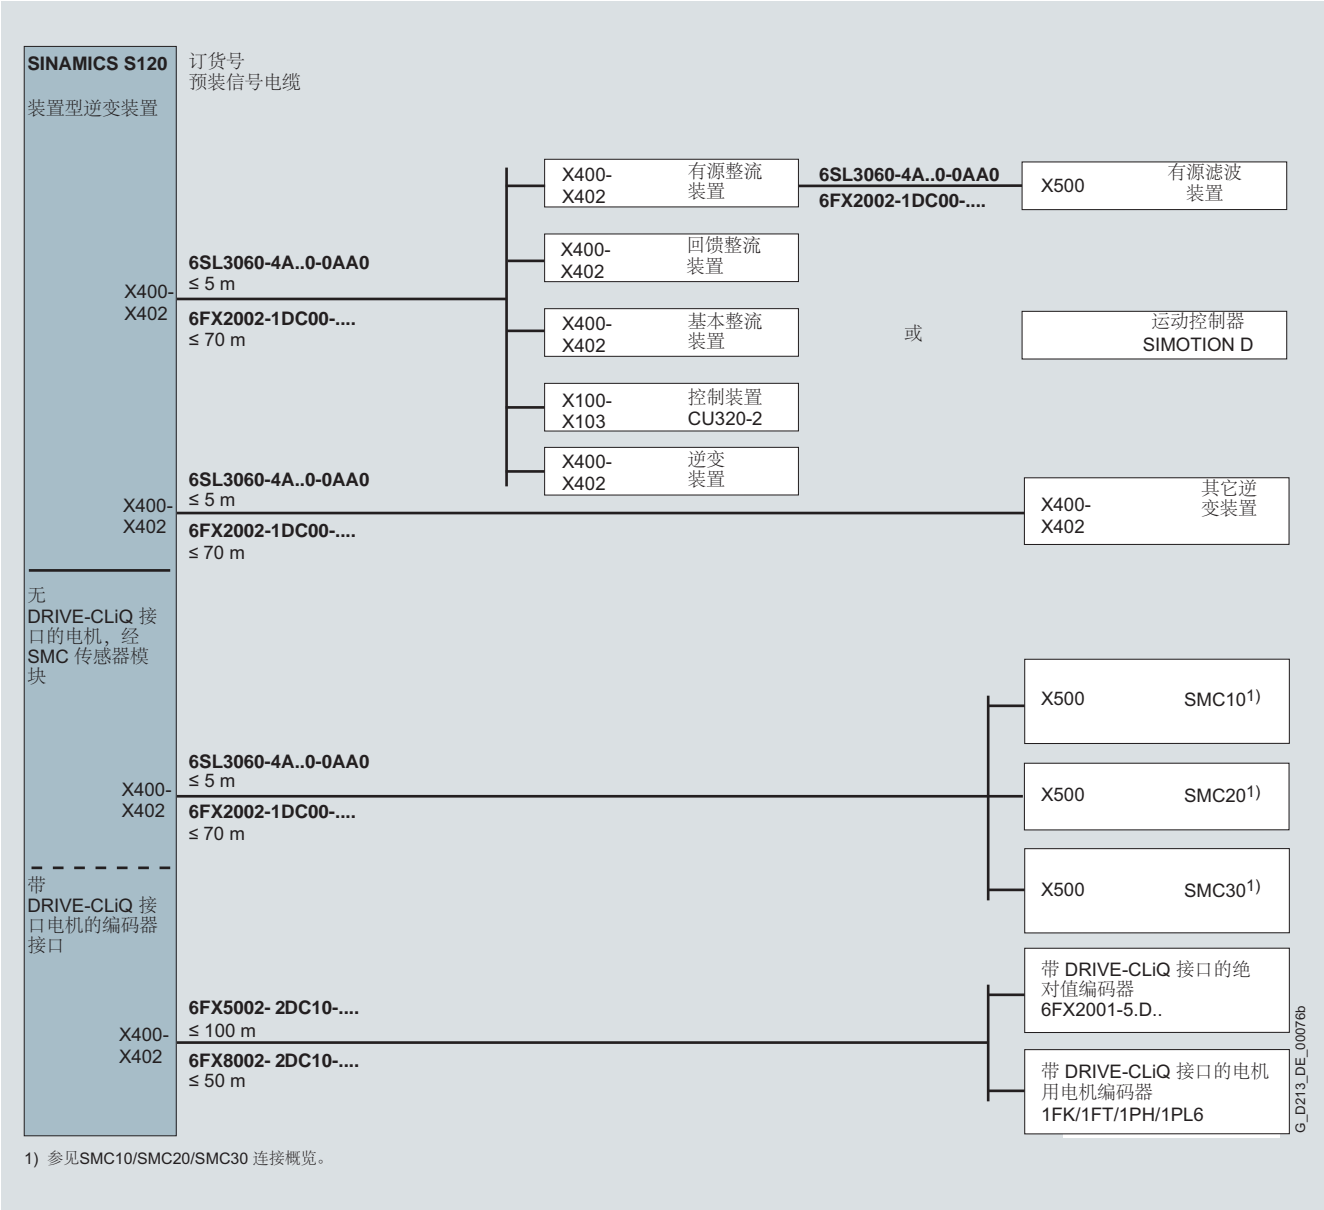 SINAMICS S120
装置型逆变装置
订货号
预装信号电缆
X400-
X402
6SL3060-4A..0-0AA0
≤ 5 m
6FX2002-1DC00-....
≤ 70 m
X400-
X402
有源整流
装置
6SL3060-4A..0-0AA0
6FX2002-1DC00-....
X500
有源滤波
装置
X400-
X402
回馈整流
装置
X400-
X402
基本整流
装置
或
运动控制器
SIMOTION D
X100-
X103
控制装置
CU320-2
X400-
X402
逆变
装置
X400-
X402
6SL3060-4A..0-0AA0
≤ 5 m
6FX2002-1DC00-....
≤ 70 m
X400-
X402
其它逆
变装置
无
DRIVE-CLiQ 接
口的电机，经
SMC 传感器模
块
X400-
X402
6SL3060-4A..0-0AA0
≤ 5 m
6FX2002-1DC00-....
≤ 70 m
X500
SMC101)
X500
SMC201)
X500
SMC301)
带
DRIVE-CLiQ 接
口电机的编码器
接口
X400-
X402
6FX5002- 2DC10-....
≤ 100 m
6FX8002- 2DC10-....
≤ 50 m
带 DRIVE-CLiQ 接口的绝
对值编码器
6FX2001-5.D..
带 DRIVE-CLiQ 接口的电机
用电机编码器
1FK/1FT/1PH/1PL6
G_D213_DE_00076b
1) 参见SMC10/SMC20/SMC30 连接概览。